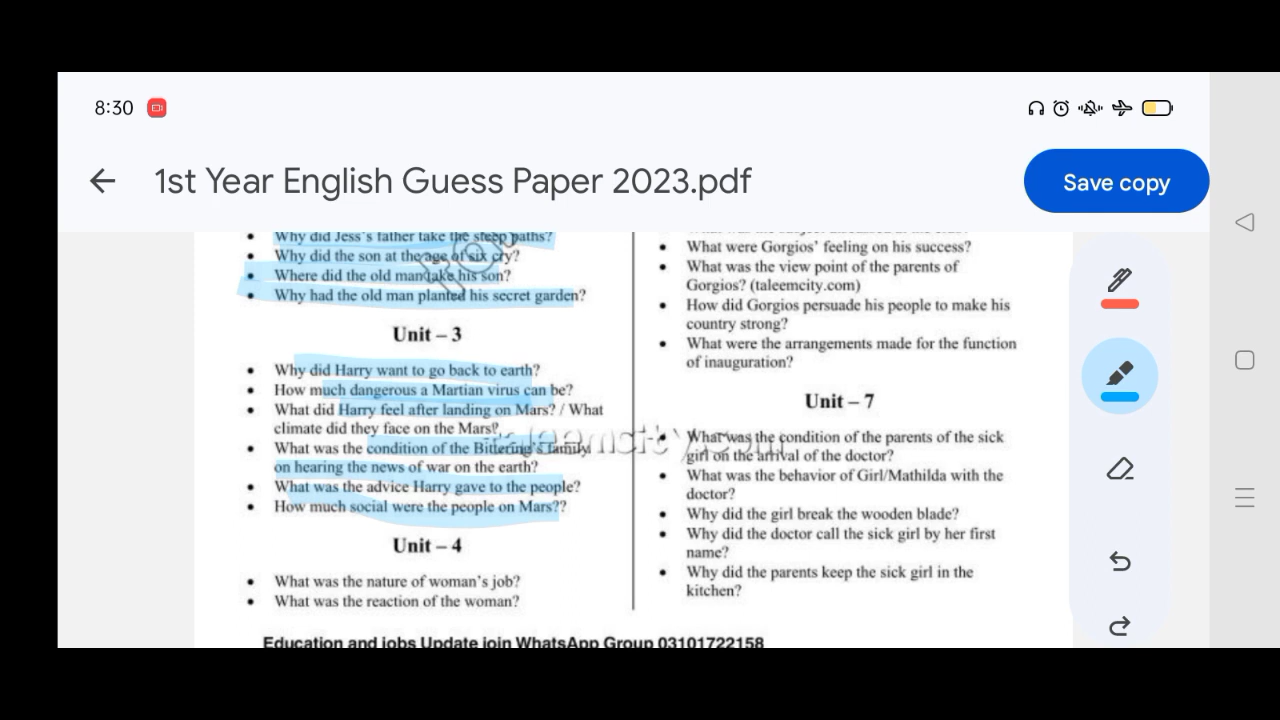 8:30
1st Year English Guess Paper 2023.pdf
Save copy
Why did Jess's father take the steep paths?
Why did the son at the age of six cry?
Where did the old man take his son?
Why had the old man planted his secret garden?
Unit – 3
Why did Harry want to go back to earth?
How much dangerous a Martian virus can be?
What did Harry feel after landing on Mars? / What
climate did they face on the Mars?
What was the condition of the Bittering's family
on hearing the news of war on the earth?
What was the advice Harry gave to the people?
How much social were the people on Mars??
Unit – 4
What was the nature of woman's job?
What was the reaction of the woman?
What were Gorgios' feeling on his success?
What was the view point of the parents of
Gorgios? (taleemcity.com)
How did Gorgios persuade his people to make his
country strong?
What were the arrangements made for the function
of inauguration?
Unit – 7
What was the condition of the parents of the sick
girl on the arrival of the doctor?
What was the behavior of Girl/Mathilda with the
doctor?
Why did the girl break the wooden blade?
Why did the doctor call the sick girl by her first
name?
Why did the parents keep the sick girl in the
kitchen?
taleemcity.com
Education and jobs Update join WhatsApp Group 03101722158